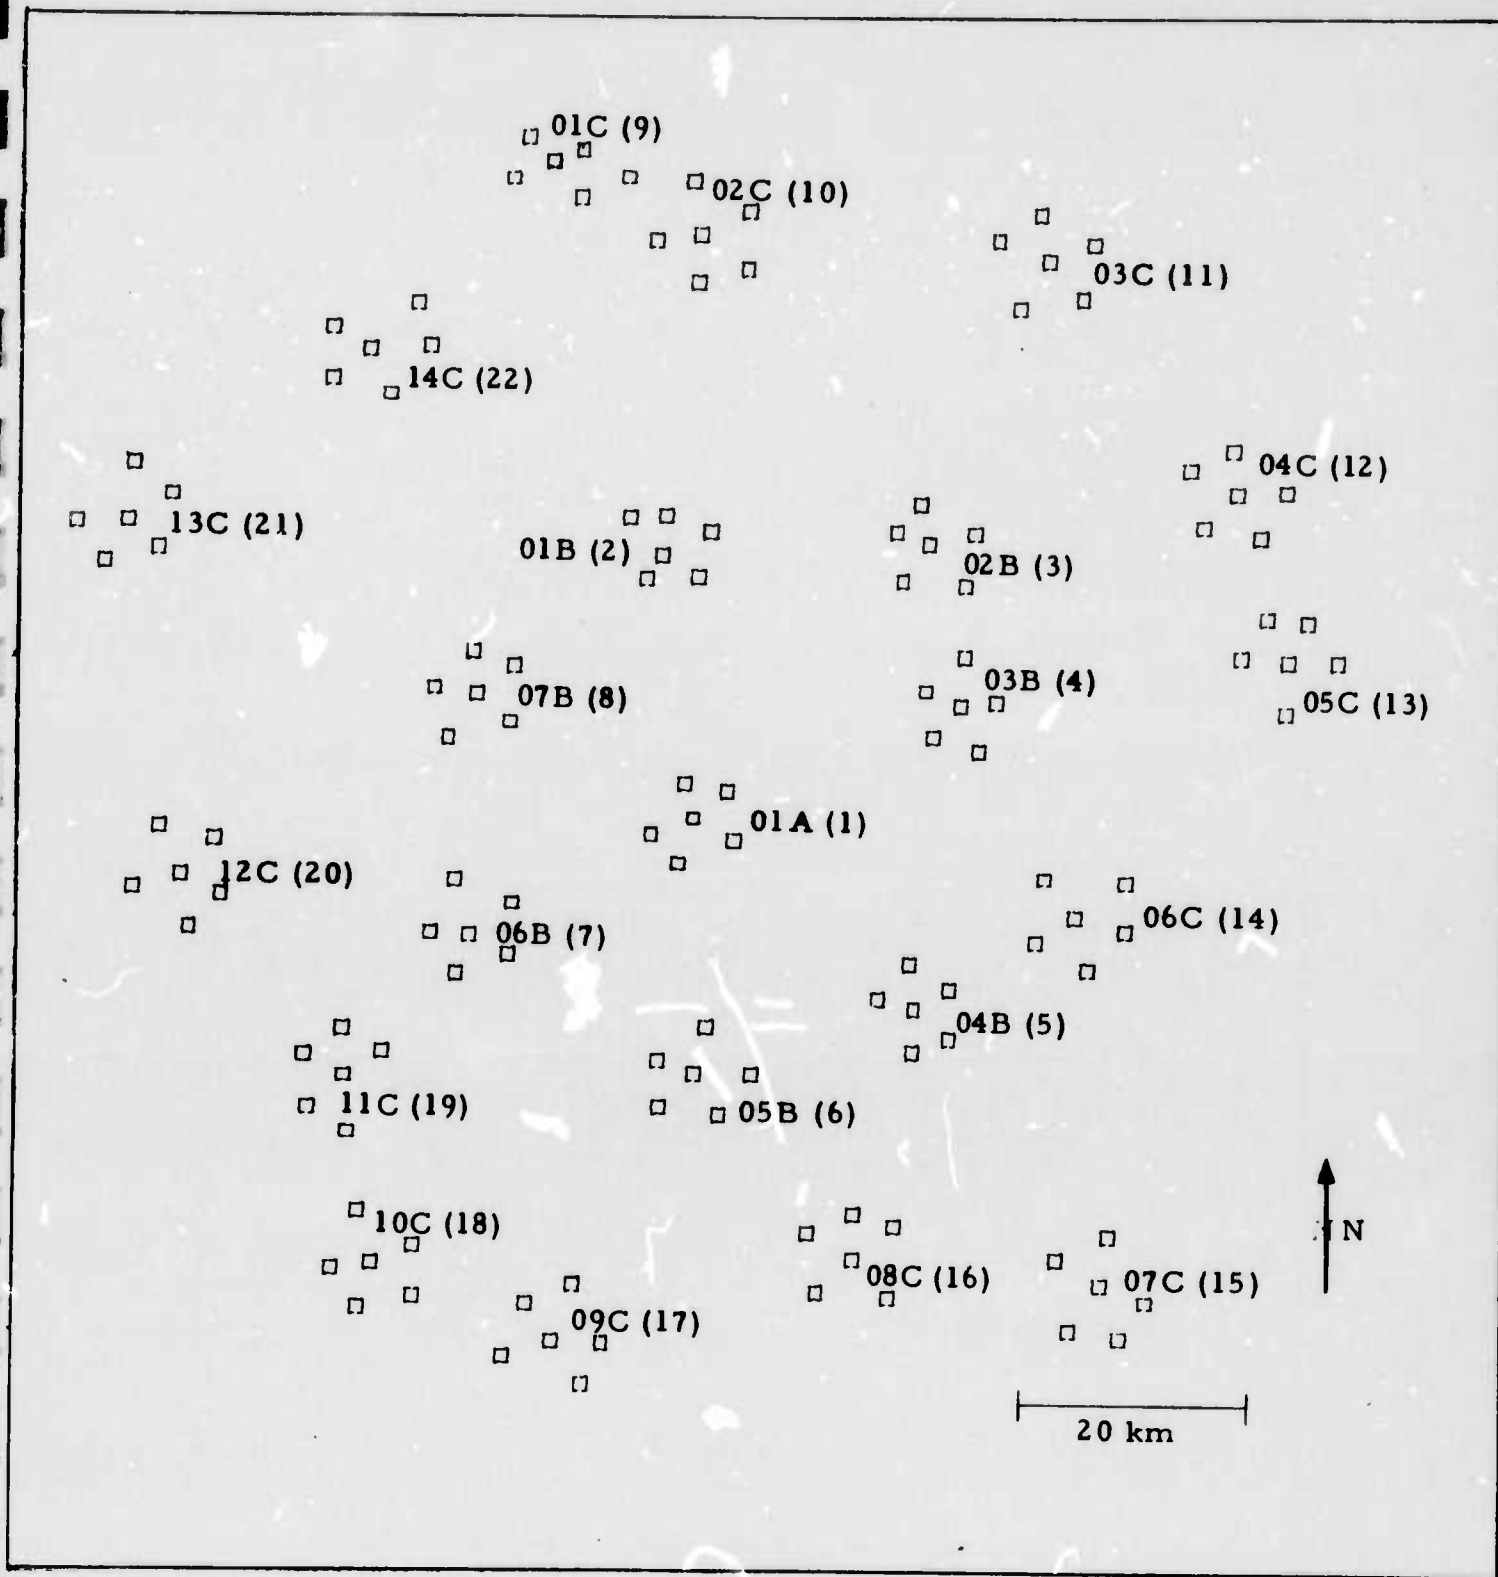 01C (9)
02C (10)
03C (11)
14C (22)
04C (12)
13C (21)
01B (2)
02B (3)
03B (4)
07B (8)
05C (13)
01A (1)
12C (20)
06C (14)
06B (7)
04B (5)
11C (19)
05B (6)
10C (18)
N
08C (16)
07C (15)
09C (17)
20 km